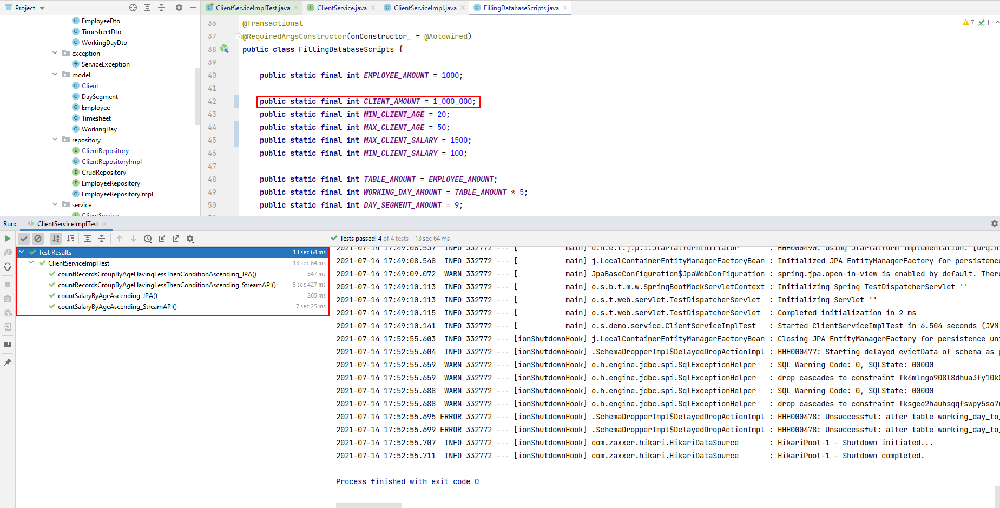 Project
ClientServiceImplTest.java
ClientService.java
ClientServiceImpl.java
FillingDatabaseScripts.java
EmployeeDto
TimesheetDto
WorkingDayDto
exception
ServiceException
model
Client
DaySegment
Employee
Timesheet
WorkingDay
repository
ClientRepository
ClientRepositoryImpl
CrudRepository
EmployeeRepository
EmployeeRepositoryImpl
service
ClientService
7 1
36 @Transactional
37 @RequiredArgsConstructor(onConstructor_ = @Autowired)
38 public class FillingDatabaseScripts {
39
40 public static final int EMPLOYEE_AMOUNT = 1000;
41
42 public static final int CLIENT_AMOUNT = 1_000_000;
43 public static final int MIN_CLIENT_AGE = 20;
44 public static final int MAX_CLIENT_AGE = 50;
45 public static final int MAX_CLIENT_SALARY = 1500;
46 public static final int MIN_CLIENT_SALARY = 100;
47
48 public static final int TABLE_AMOUNT = EMPLOYEE_AMOUNT;
49 public static final int WORKING_DAY_AMOUNT = TABLE_AMOUNT * 5;
50 public static final int DAY_SEGMENT_AMOUNT = 9;
Run: ClientServiceImplTest
Tests passed: 4 of 4 tests – 13 sec 64 ms
Test Results 13 sec 64 ms
ClientServiceImplTest 13 sec 64 ms
countRecordsGroupByAgeHavingLessThenConditionAscending_JPA() 347 ms
countRecordsGroupByAgeHavingLessThenConditionAscending_StreamAPI() 5 sec 427 ms
countSalaryByAgeAscending_JPA() 265 ms
countSalaryByAgeAscending_StreamAPI() 7 sec 25 ms
2021-07-14 17:49:08.537 INFO 332772 --- [ main] o.h.e.t.j.p.i.JtaPlatformInitiator : HHH000490: Using JtaPlatform implementation: [org.hi
2021-07-14 17:49:08.548 INFO 332772 --- [ main] j.LocalContainerEntityManagerFactoryBean : Initialized JPA EntityManagerFactory for persistence
2021-07-14 17:49:09.072 WARN 332772 --- [ main] JpaBaseConfiguration$JpaWebConfiguration : spring.jpa.open-in-view is enabled by default. There
2021-07-14 17:49:10.113 INFO 332772 --- [ main] o.s.b.t.m.w.SpringBootMockServletContext : Initializing Spring TestDispatcherServlet ''
2021-07-14 17:49:10.113 INFO 332772 --- [ main] o.s.t.web.servlet.TestDispatcherServlet : Initializing Servlet ''
2021-07-14 17:49:10.115 INFO 332772 --- [ main] o.s.t.web.servlet.TestDispatcherServlet : Completed initialization in 2 ms
2021-07-14 17:49:10.141 INFO 332772 --- [ main] c.s.demo.service.ClientServiceImplTest : Started ClientServiceImplTest in 6.504 seconds (JVM
2021-07-14 17:52:55.603 INFO 332772 --- [ionShutdownHook] j.LocalContainerEntityManagerFactoryBean : Closing JPA EntityManagerFactory for persistence uni
2021-07-14 17:52:55.604 INFO 332772 --- [ionShutdownHook] .SchemaDropperImpl$DelayedDropActionImpl : HHH000477: Starting delayed evictData of schema as p
2021-07-14 17:52:55.659 WARN 332772 --- [ionShutdownHook] o.h.engine.jdbc.spi.SqlExceptionHelper : SQL Warning Code: 0, SQLState: 00000
2021-07-14 17:52:55.659 WARN 332772 --- [ionShutdownHook] o.h.engine.jdbc.spi.SqlExceptionHelper : drop cascades to constraint fk4mlngo908l8dhua3fy10k0
2021-07-14 17:52:55.688 WARN 332772 --- [ionShutdownHook] o.h.engine.jdbc.spi.SqlExceptionHelper : SQL Warning Code: 0, SQLState: 00000
2021-07-14 17:52:55.688 WARN 332772 --- [ionShutdownHook] o.h.engine.jdbc.spi.SqlExceptionHelper : drop cascades to constraint fksgeo2hauhsqqfswpy5so7n
2021-07-14 17:52:55.695 ERROR 332772 --- [ionShutdownHook] .SchemaDropperImpl$DelayedDropActionImpl : HHH000478: Unsuccessful: alter table working_day_to_
2021-07-14 17:52:55.699 ERROR 332772 --- [ionShutdownHook] .SchemaDropperImpl$DelayedDropActionImpl : HHH000478: Unsuccessful: alter table working_day_to_
2021-07-14 17:52:55.707 INFO 332772 --- [ionShutdownHook] com.zaxxer.hikari.HikariDataSource : HikariPool-1 - Shutdown initiated...
2021-07-14 17:52:55.711 INFO 332772 --- [ionShutdownHook] com.zaxxer.hikari.HikariDataSource : HikariPool-1 - Shutdown completed.
Process finished with exit code 0